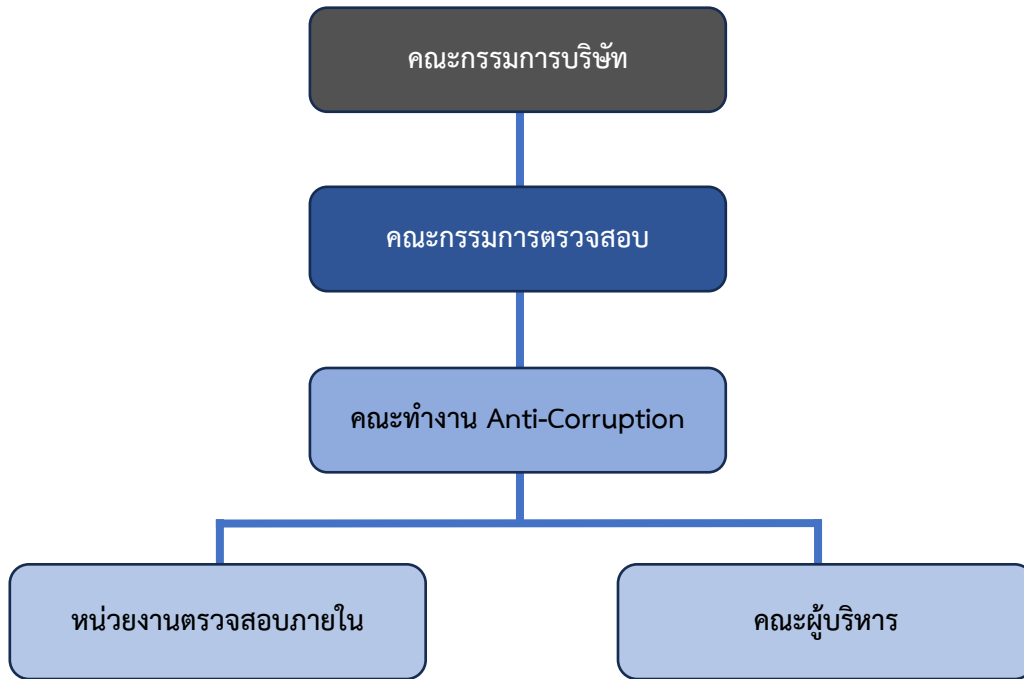 คณะกรรมการบริษัท
คณะกรรมการตรวจสอบ
คณะทำงาน Anti-Corruption
หน่วยงานตรวจสอบภายใน
คณะผู้บริหาร